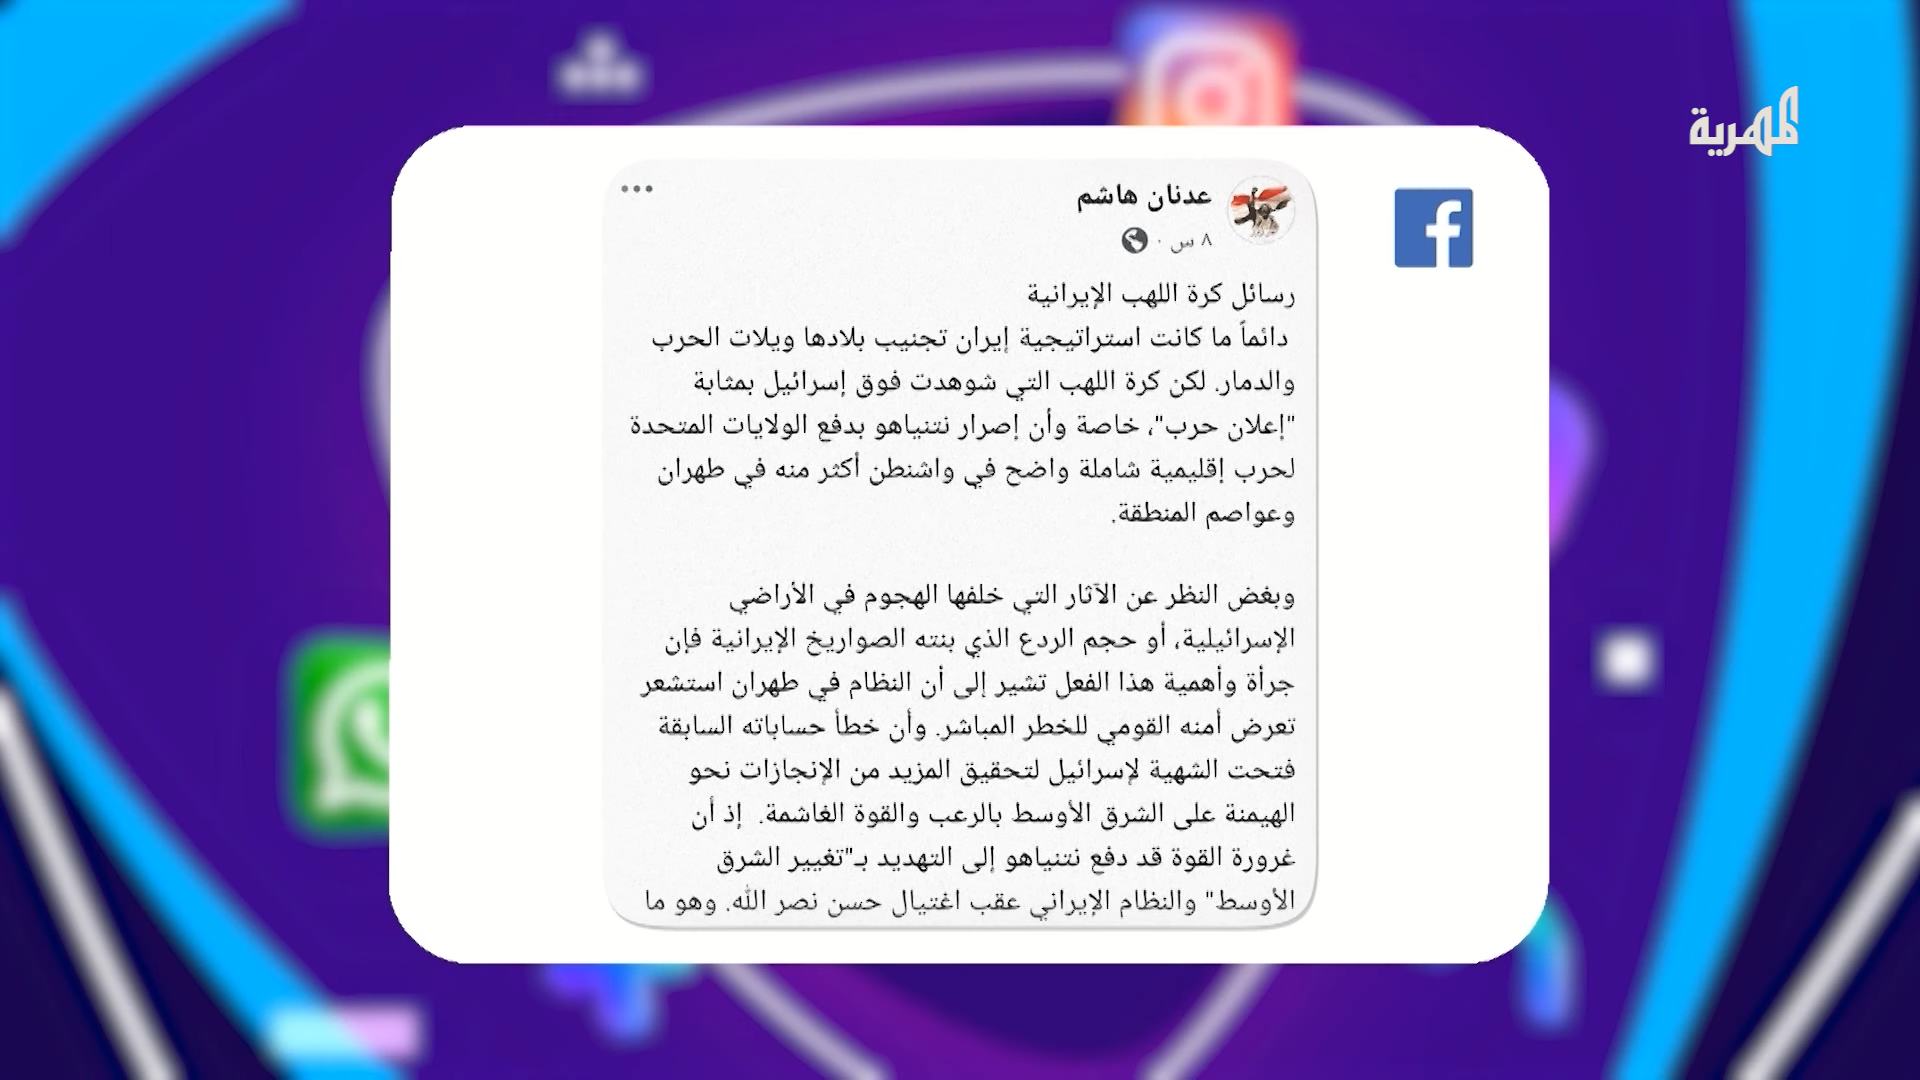 المهرية
عدنان هاشم
٨ س ·
رسائل كرة اللهب الإيرانية
دائماً ما كانت استراتيجية إيران تجنيب بلادها ويلات الحرب
والدمار. لكن كرة اللهب التي شوهدت فوق إسرائيل بمثابة
"إعلان حرب"، خاصة وأن إصرار نتنياهو بدفع الولايات المتحدة
لحرب إقليمية شاملة واضح في واشنطن أكثر منه في طهران
وعواصم المنطقة.
وبغض النظر عن الآثار التي خلفها الهجوم في الأراضي
الإسرائيلية، أو حجم الردع الذي بنته الصواريخ الإيرانية فإن
جرأة وأهمية هذا الفعل تشير إلى أن النظام في طهران استشعر
تعرض أمنه القومي للخطر المباشر. وأن خطأ حساباته السابقة
فتحت الشهية لإسرائيل لتحقيق المزيد من الإنجازات نحو
الهيمنة على الشرق الأوسط بالرعب والقوة الغاشمة. إذ أن
غرورة القوة قد دفع نتنياهو إلى التهديد بـ"تغيير الشرق
الأوسط" والنظام الإيراني عقب اغتيال حسن نصر الله. وهو ما